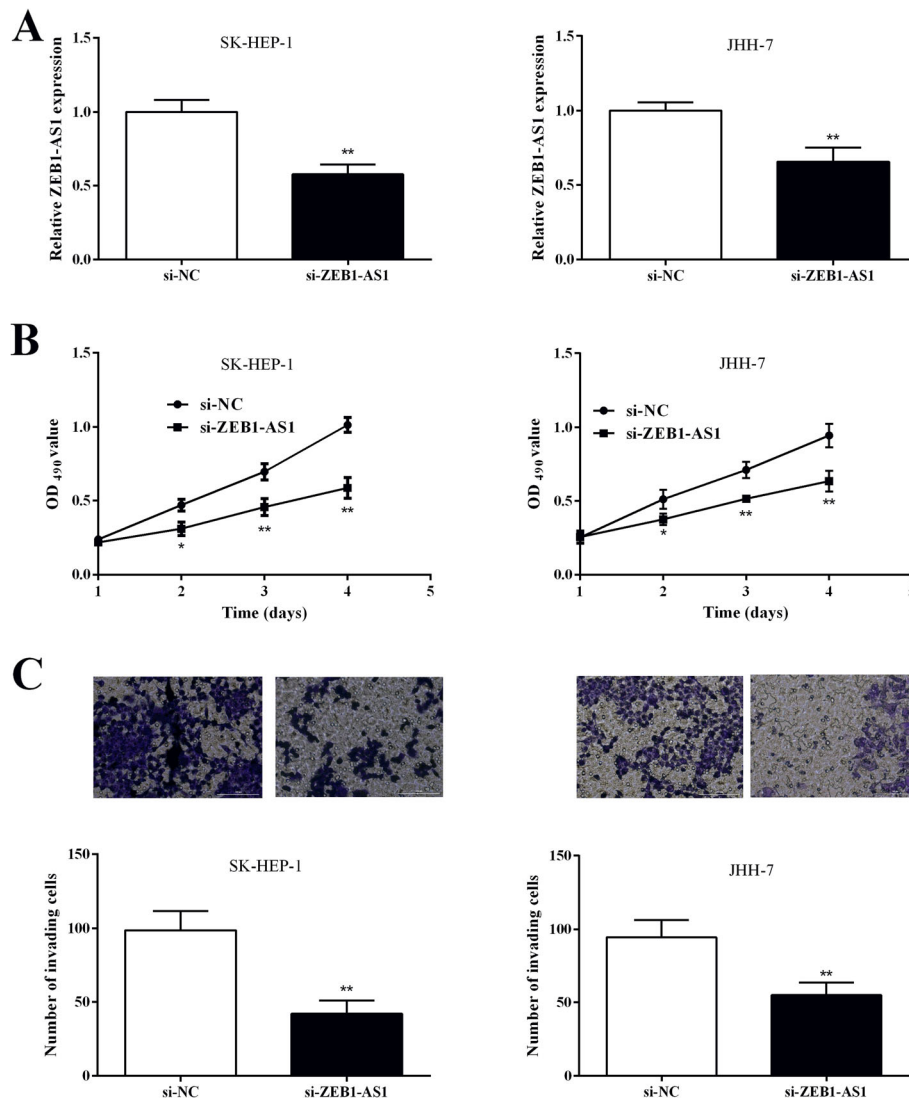 A
SK-HEP-1
Relative ZEB1-AS1 expression
1.5
1.0
0.5
0.0
**
si-NC
si-ZEB1-AS1
JHH-7
Relative ZEB1-AS1 expression
1.5
1.0
0.5
0.0
**
si-NC
si-ZEB1-AS1
B
SK-HEP-1
OD 490 value
1.5
1.0
0.5
0.0
si-NC
si-ZEB1-AS1
*
**
**
1 2 3 4 5
Time (days)
JHH-7
OD 490 value
1.5
1.0
0.5
0.0
si-NC
si-ZEB1-AS1
*
**
**
1 2 3 4
Time (days)
C
SK-HEP-1
Number of invading cells
150
100
50
0
**
si-NC
si-ZEB1-AS1
JHH-7
Number of invading cells
150
100
50
0
**
si-NC
si-ZEB1-AS1